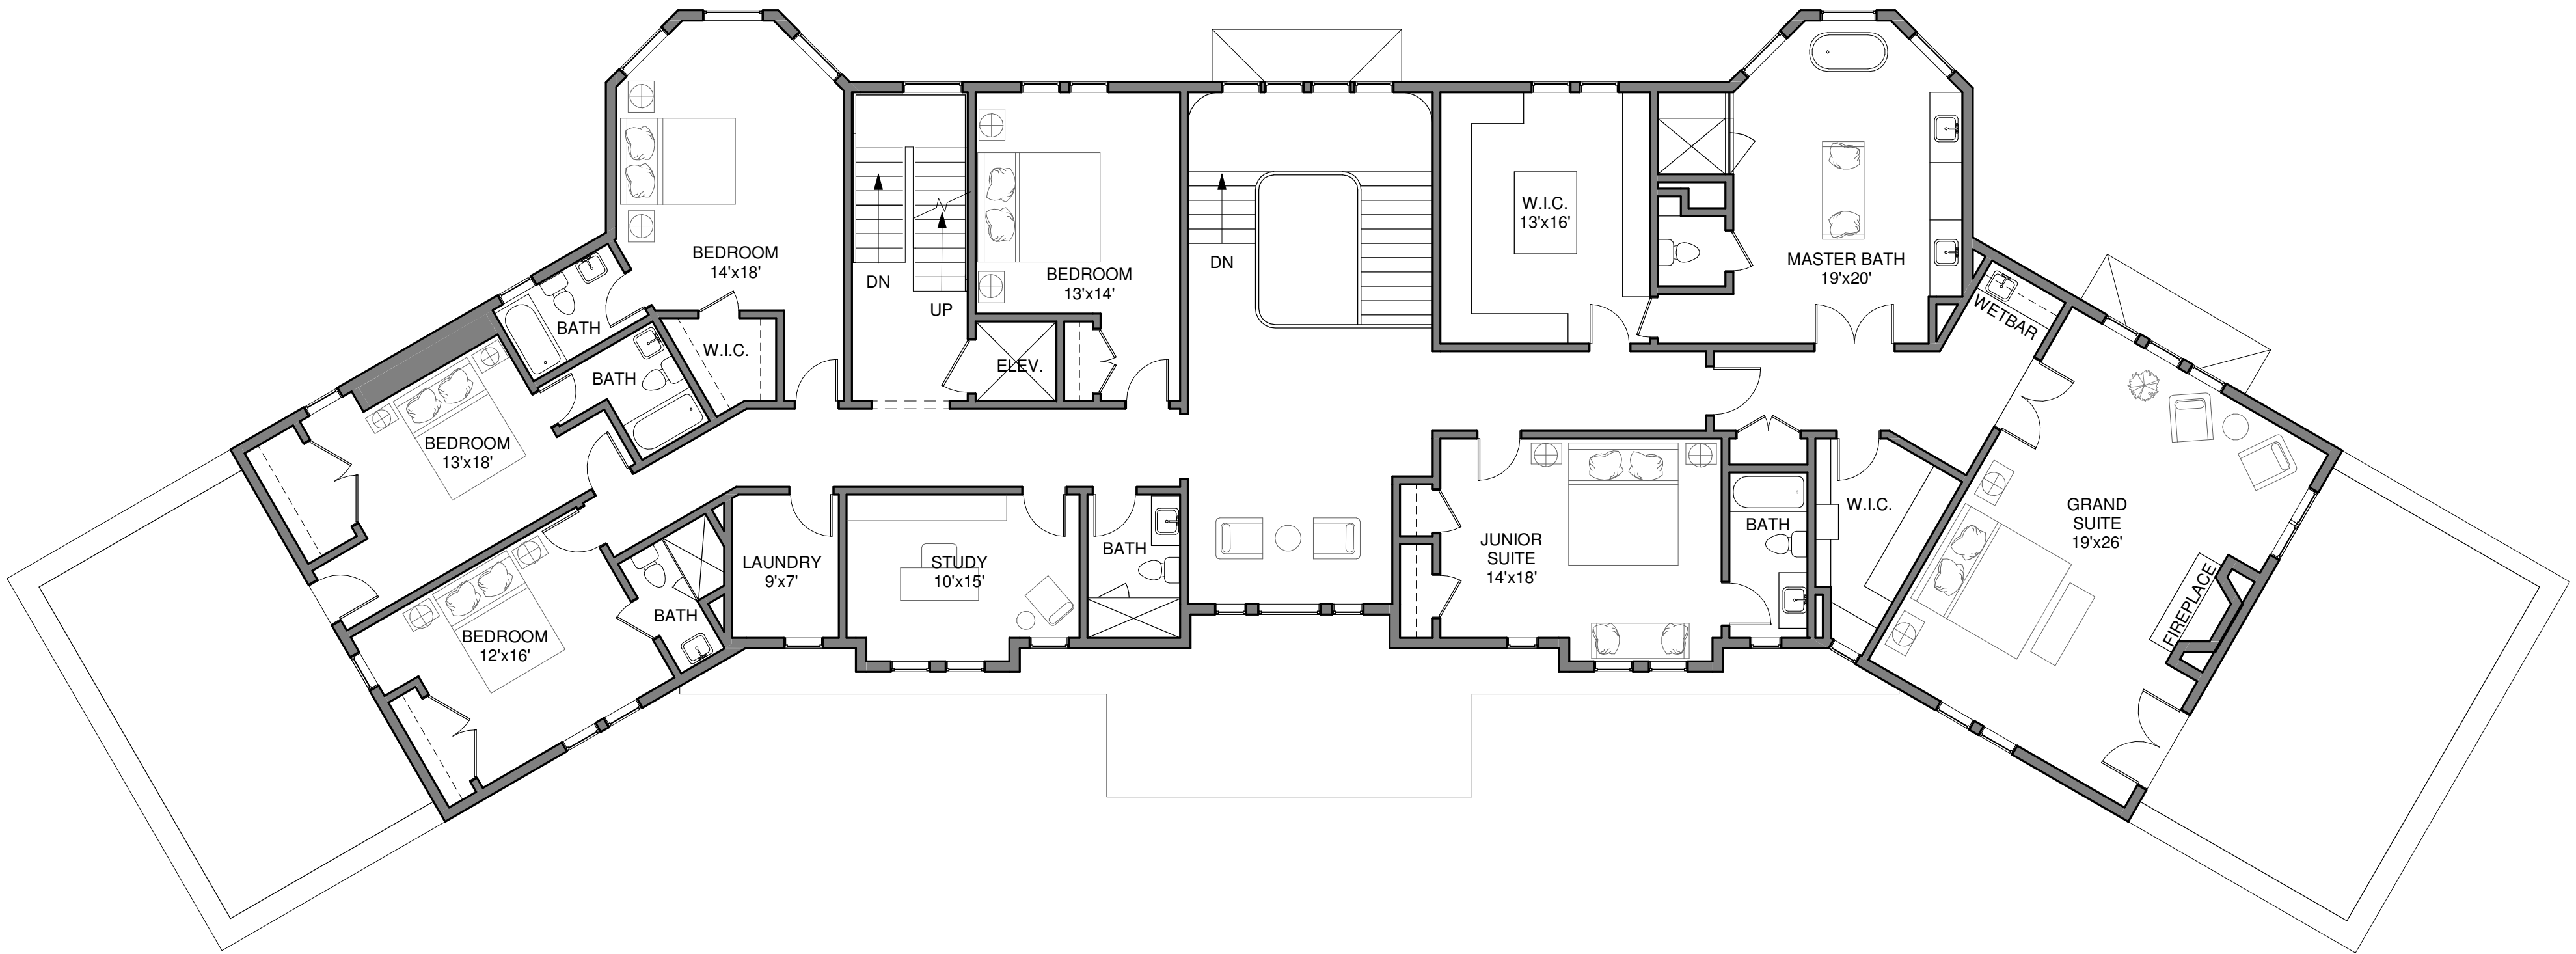 BEDROOM
14'x18'
DN
UP
BEDROOM
13'x14'
ELEV.
DN
W.I.C.
13'x16'
MASTER BATH
19'x20'
WETBAR
BATH
BATH
W.I.C.
BEDROOM
13'x18'
BEDROOM
12'x16'
BATH
LAUNDRY
9'x7'
STUDY
10'x15'
BATH
JUNIOR
SUITE
14'x18'
BATH
W.I.C.
GRAND
SUITE
19'x26'
FIREPLACE